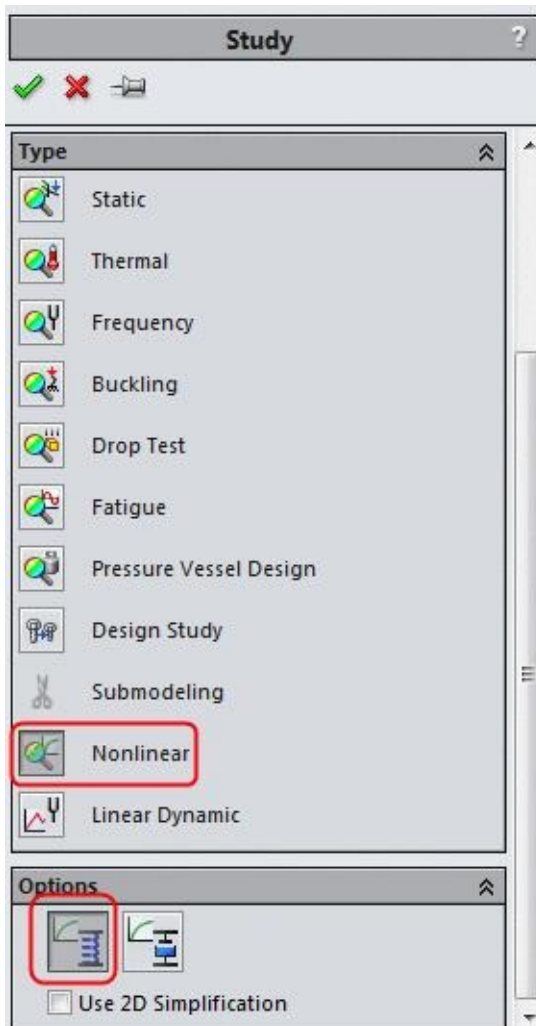 Study
?
Type
Static
Thermal
Frequency
Buckling
Drop Test
Fatigue
Pressure Vessel Design
Design Study
Submodeling
Nonlinear
Linear Dynamic
Options
Use 2D Simplification